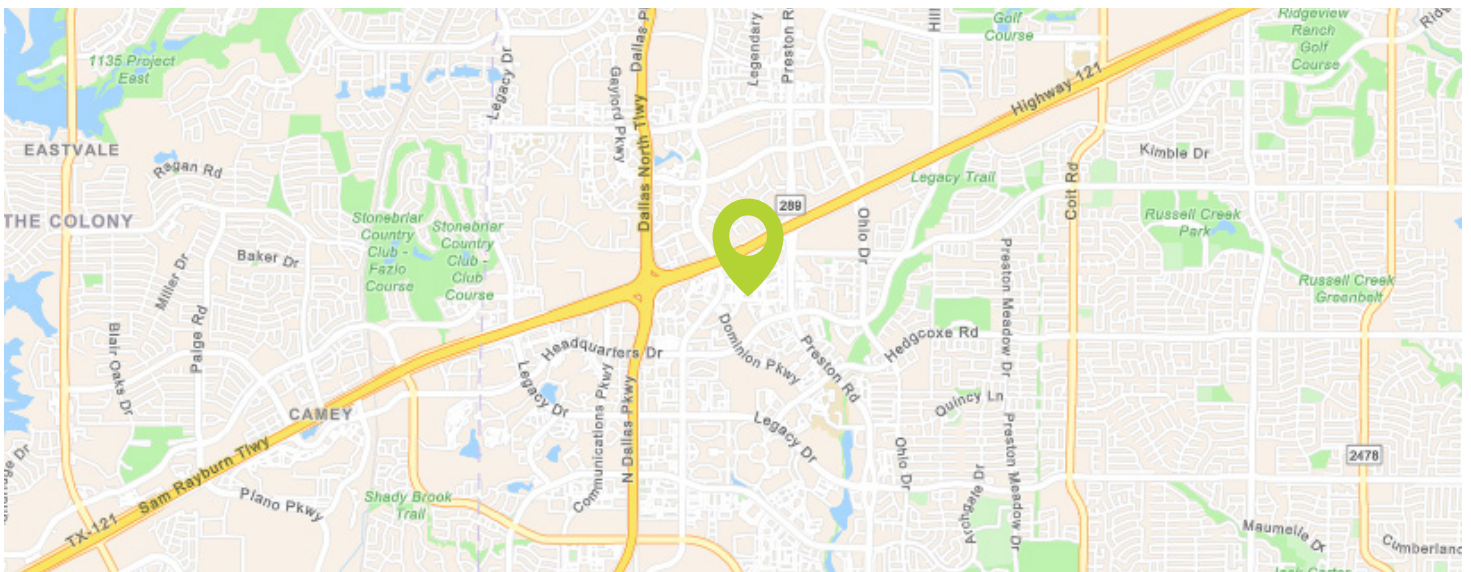 1135 Project
East
EASTVALE
Ragan Rd
THE COLONY
Miller Dr
Baker Dr
Paige Rd
Blair Oaks Dr
CAMEY
Sam Rayburn Tlwy
TX-121
Plano Pkwy
Shady Brook
Trail
Stonebriar
Country
Club -
Fazio
Course
Stonebriar
Country
Club -
Club
Course
Legacy Dr
Gaylord Pkwy
Dallas North Tlwy
Legendary
Preston
Golf
Course
Highway 121
Ridgeview
Ranch
Golf
Course
289
Ohio Dr
Legacy Trail
Coit Rd
Kimble Dr
Russell Creek
Park
Russell Creek
Greenbelt
Headquarters Dr
Legacy Dr
Communications Pkwy
N Dallas Pkwy
Dominion Pkwy
Preston Rd
Hedgcoxe Rd
Preston Meadow Dr
Quincy Ln
Legacy Dr
Ohio Dr
Archgate Dr
Preston Meadow Dr
2478
Maumelle Dr
Cumberland